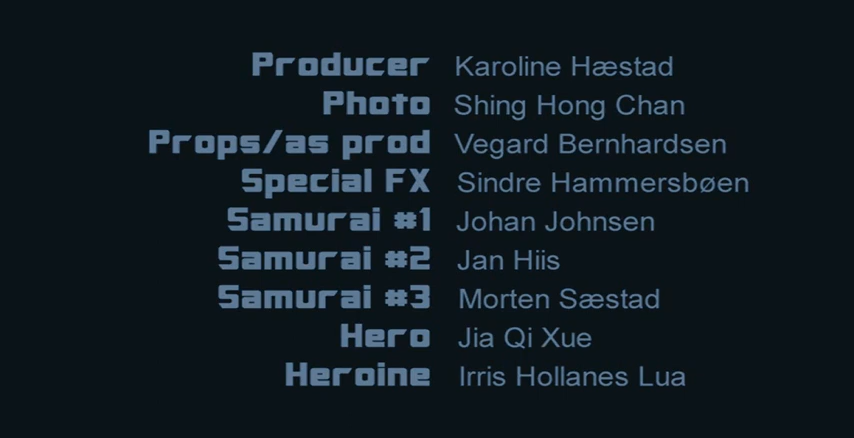 Producer Karoline Hæstad
Photo Shing Hong Chan
Props/as prod Vegard Bernhardsen
Special FX Sindre Hammersbøen
Samurai #1 Johan Johnsen
Samurai #2 Jan Hiis
Samurai #3 Morten Sæstad
Hero Jia Qi Xue
Heroine Irris Hollanes Lua